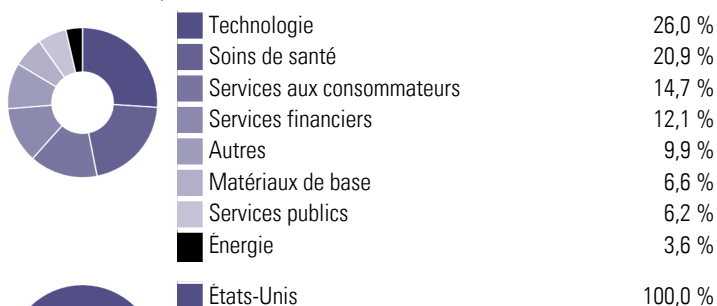 Technologie 26,0 %
Soins de santé 20,9 %
Services aux consommateurs 14,7 %
Services financiers 12,1 %
Autres 9,9 %
Matériaux de base 6,6 %
Services publics 6,2 %
Énergie 3,6 %
États-Unis 100,0 %